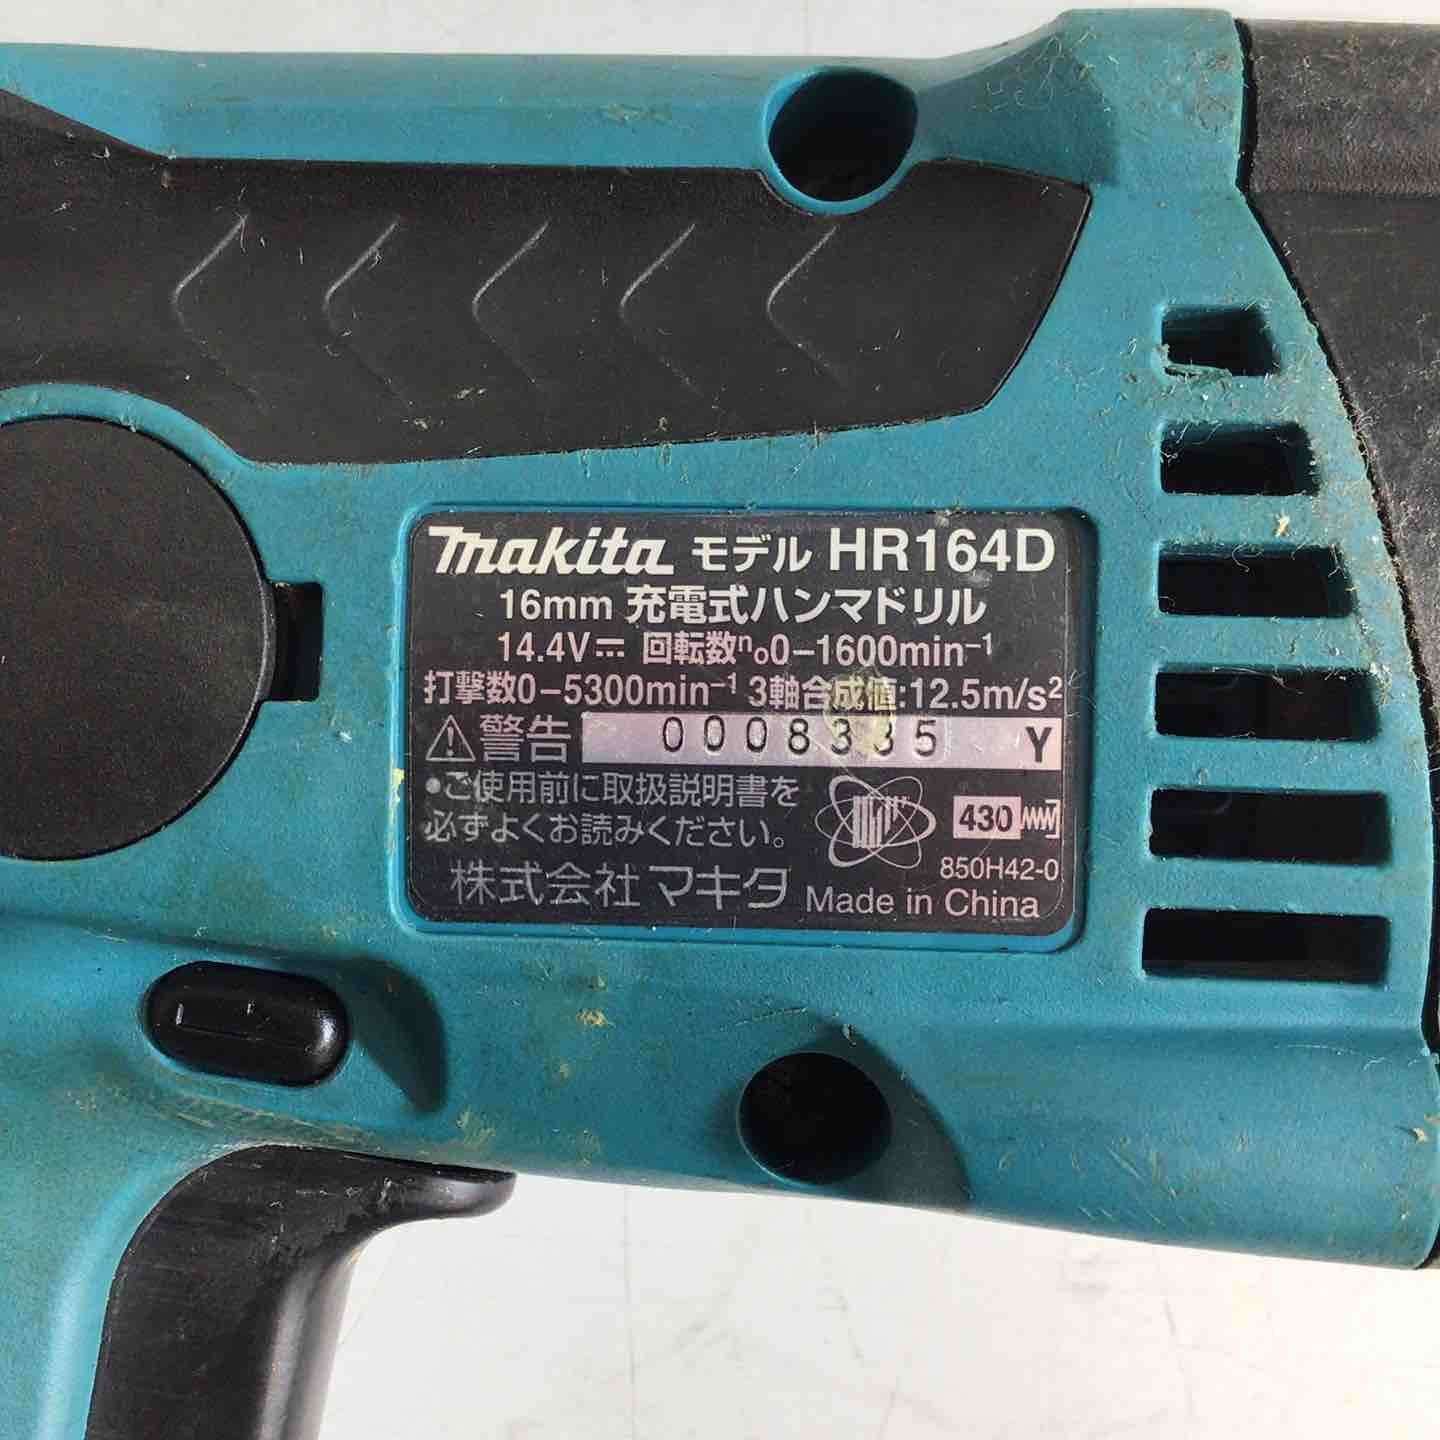 makita モデル HR164D
16mm 充電式ハンマドリル
14.4V⎓ 回転数n₀0-1600min⁻¹
打撃数0-5300min⁻¹ 3軸合成値:12.5m/s²
⚠警告 0008335 Y
•ご使用前に取扱説明書を
必ずよくお読みください。
430
850H42-0
株式会社 マキタ Made in China